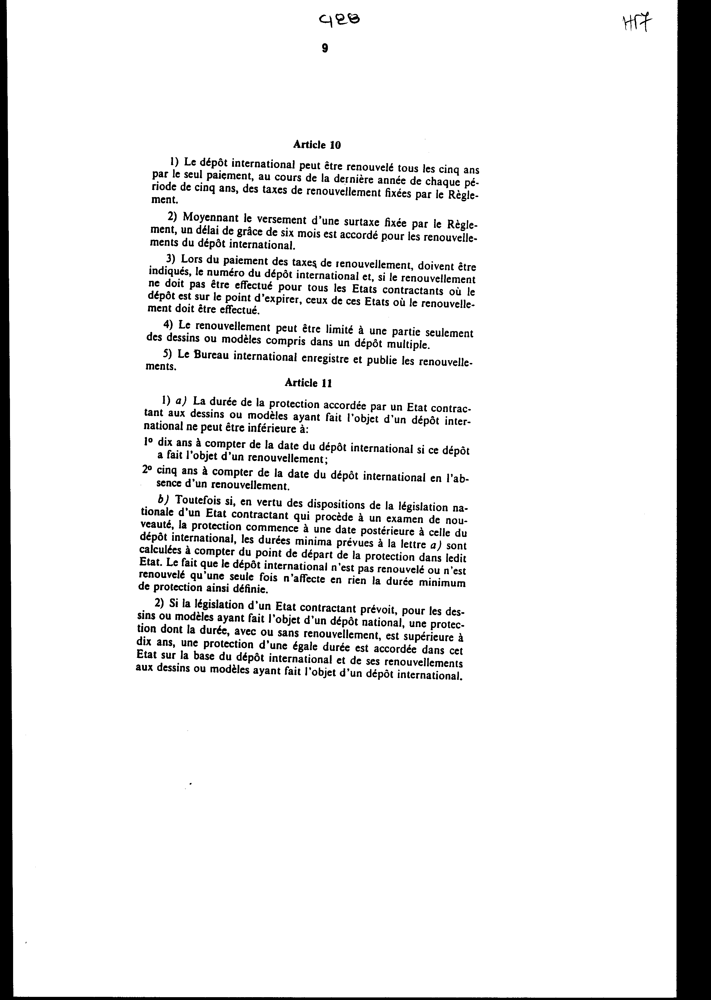 428
9
Article 10
1) Le dépôt international peut être renouvelé tous les cinq ans
par le seul paiement, au cours de la dernière année de chaque pé-
riode de cinq ans, des taxes de renouvellement fixées par le Règle-
ment.
2) Moyennant le versement d'une surtaxe fixée par le Règle-
ment, un délai de grâce de six mois est accordé pour les renouvelle-
ments du dépôt international.
3) Lors du paiement des taxes de renouvellement, doivent être
indiqués, le numéro du dépôt international et, si le renouvellement
ne doit pas être effectué pour tous les Etats contractants où le
dépôt est sur le point d'expirer, ceux de ces Etats où le renouvelle-
ment doit être effectué.
4) Le renouvellement peut être limité à une partie seulement
des dessins ou modèles compris dans un dépôt multiple.
5) Le Bureau international enregistre et publie les renouvelle-
ments.
Article 11
1) a) La durée de la protection accordée par un Etat contrac-
tant aux dessins ou modèles ayant fait l'objet d'un dépôt inter-
national ne peut être inférieure à:
1º dix ans à compter de la date du dépôt international si ce dépôt
a fait l'objet d'un renouvellement;
2º cinq ans à compter de la date du dépôt international en l'ab-
sence d'un renouvellement.
b) Toutefois si, en vertu des dispositions de la législation na-
tionale d'un Etat contractant qui procède à un examen de nou-
veauté, la protection commence à une date postérieure à celle du
dépôt international, les durées minima prévues à la lettre a) sont
calculées à compter du point de départ de la protection dans ledit
Etat. Le fait que le dépôt international n'est pas renouvelé ou n'est
renouvelé qu'une seule fois n'affecte en rien la durée minimum
de protection ainsi définie.
2) Si la législation d'un Etat contractant prévoit, pour les des-
sins ou modèles ayant fait l'objet d'un dépôt national, une protec-
tion dont la durée, avec ou sans renouvellement, est supérieure à
dix ans, une protection d'une égale durée est accordée dans cet
Etat sur la base du dépôt international et de ses renouvellements
aux dessins ou modèles ayant fait l'objet d'un dépôt international.